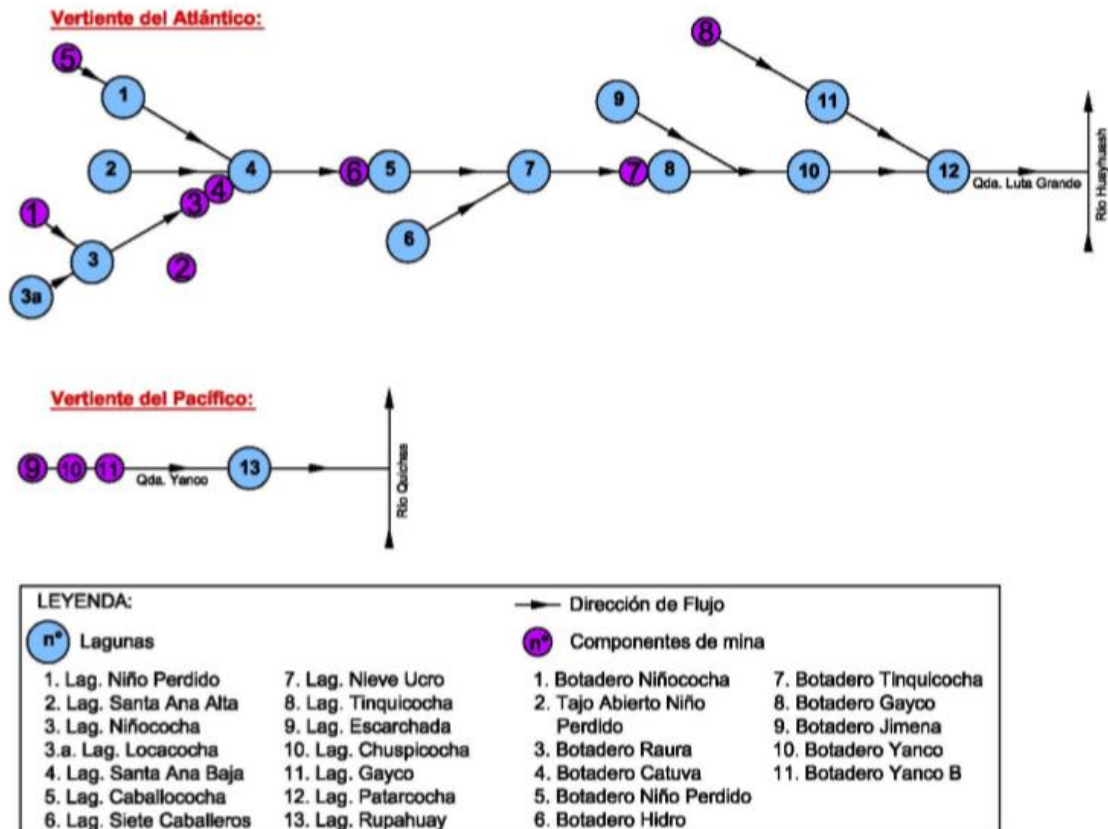 Vertiente del Atlántico:
5
1
2
4
1
3
4
3
3a
2
6
5
6
7
7
8
9
10
8
11
12
Qda. Luta Grande
Río Huayhuash
Vertiente del Pacífico:
9
10
11
Qda. Yanco
13
Río Quichas
LEYENDA:
n° Lagunas
1. Lag. Niño Perdido
2. Lag. Santa Ana Alta
3. Lag. Niñococha
3.a. Lag. Locacocha
4. Lag. Santa Ana Baja
5. Lag. Caballococha
6. Lag. Siete Caballeros
7. Lag. Nieve Ucro
8. Lag. Tinquicocha
9. Lag. Escarchada
10. Lag. Chuspicocha
11. Lag. Gayco
12. Lag. Patarcocha
13. Lag. Rupahuay
Dirección de Flujo
n° Componentes de mina
1. Botadero Niñococha
2. Tajo Abierto Niño
Perdido
3. Botadero Raura
4. Botadero Catuva
5. Botadero Niño Perdido
6. Botadero Hidro
7. Botadero Tinquicocha
8. Botadero Gayco
9. Botadero Jimena
10. Botadero Yanco
11. Botadero Yanco B